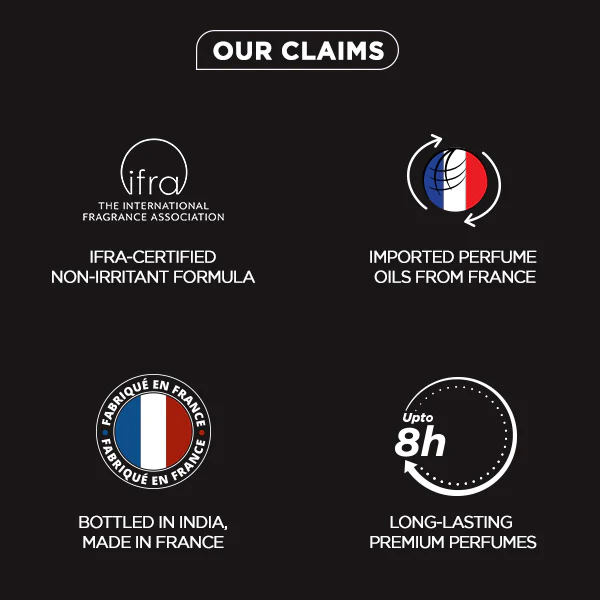 OUR CLAIMS
ifra
THE INTERNATIONAL
FRAGRANCE ASSOCIATION
IFRA-CERTIFIED
NON-IRRITANT FORMULA
IMPORTED PERFUME
OILS FROM FRANCE
FABRIQUÉ EN FRANCE
FABRIQUÉ EN FRANCE
BOTTLED IN INDIA,
MADE IN FRANCE
Upto
8h
LONG-LASTING
PREMIUM PERFUMES